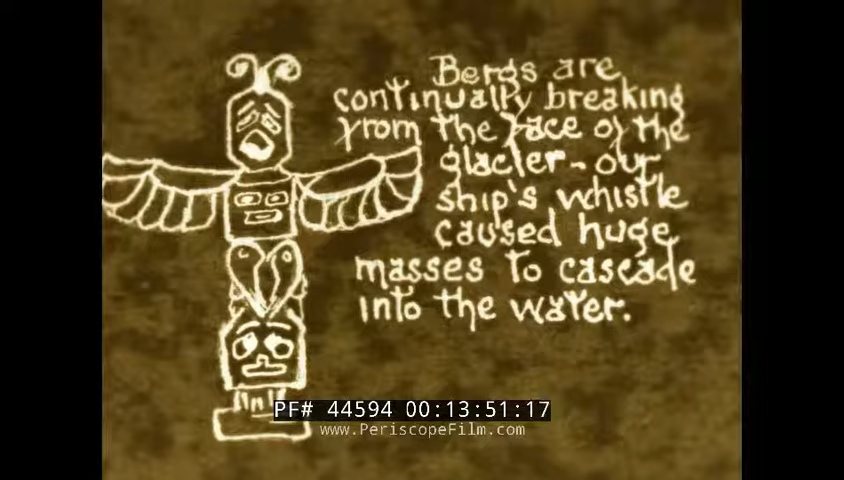 Bergs are
continually breaking
from the face of the
glacier - our
ship's whistle
caused huge
masses to cascade
into the water.
PF# 44594 00:13:51:17
www.PeriscopeFilm.com